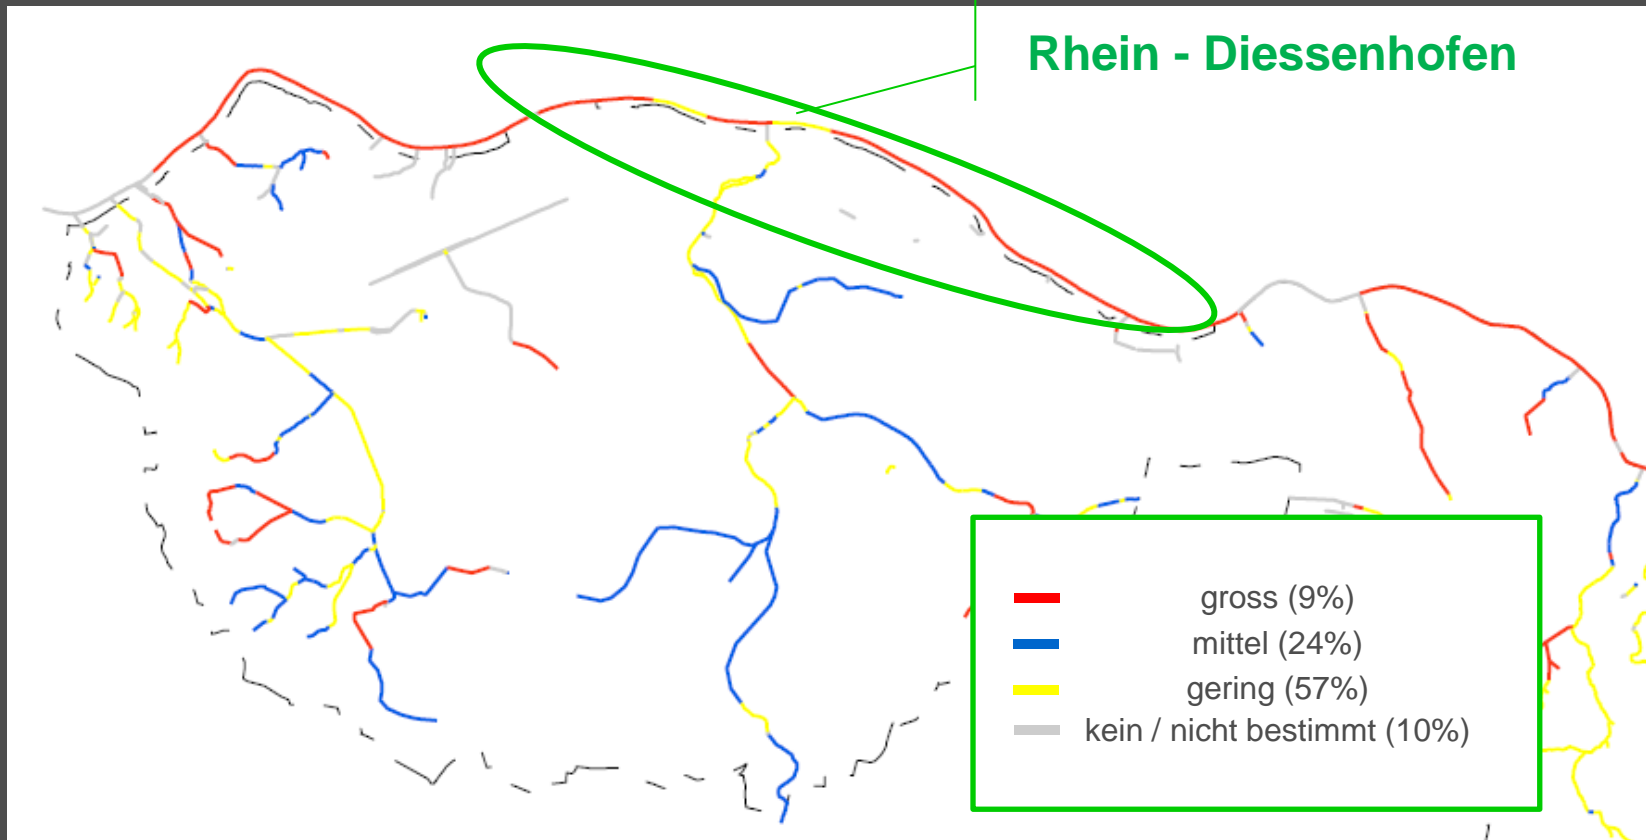 Rhein - Diessenhofen
gross (9%)
mittel (24%)
gering (57%)
kein / nicht bestimmt (10%)